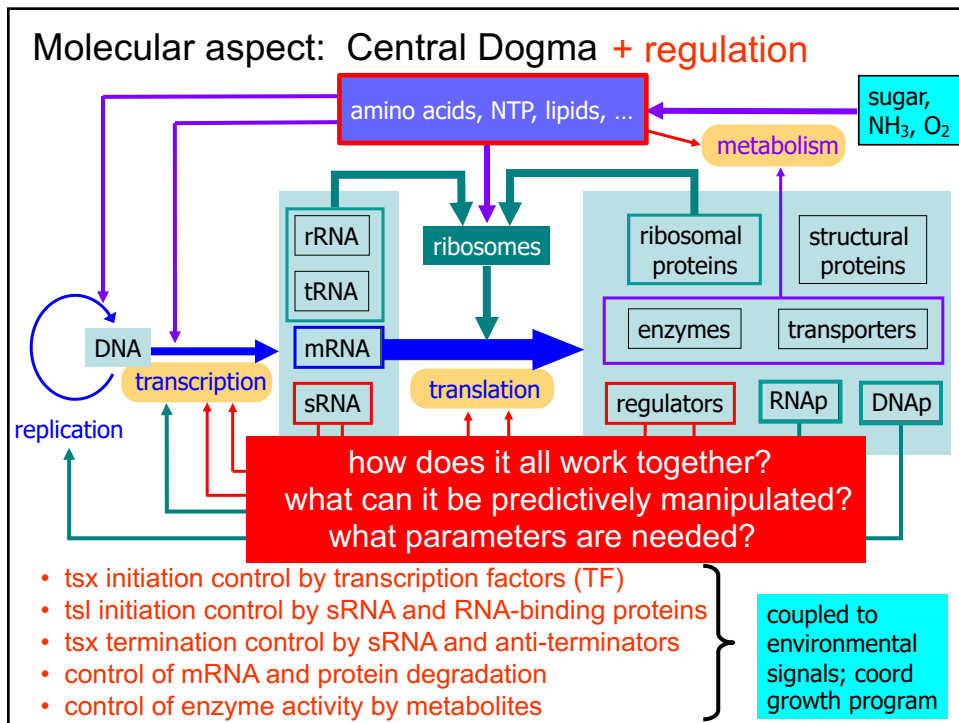 Molecular aspect: Central Dogma + regulation
amino acids, NTP, lipids, …
sugar,
NH₃, O₂
metabolism
rRNA
tRNA
ribosomes
ribosomal
proteins
structural
proteins
enzymes
transporters
DNA
mRNA
transcription
translation
sRNA
regulators
RNAp
DNAp
replication
how does it all work together?
what can it be predictively manipulated?
what parameters are needed?
• tsx initiation control by transcription factors (TF)
• tsl initiation control by sRNA and RNA-binding proteins
• tsx termination control by sRNA and anti-terminators
• control of mRNA and protein degradation
• control of enzyme activity by metabolites
coupled to
environmental
signals; coord
growth program